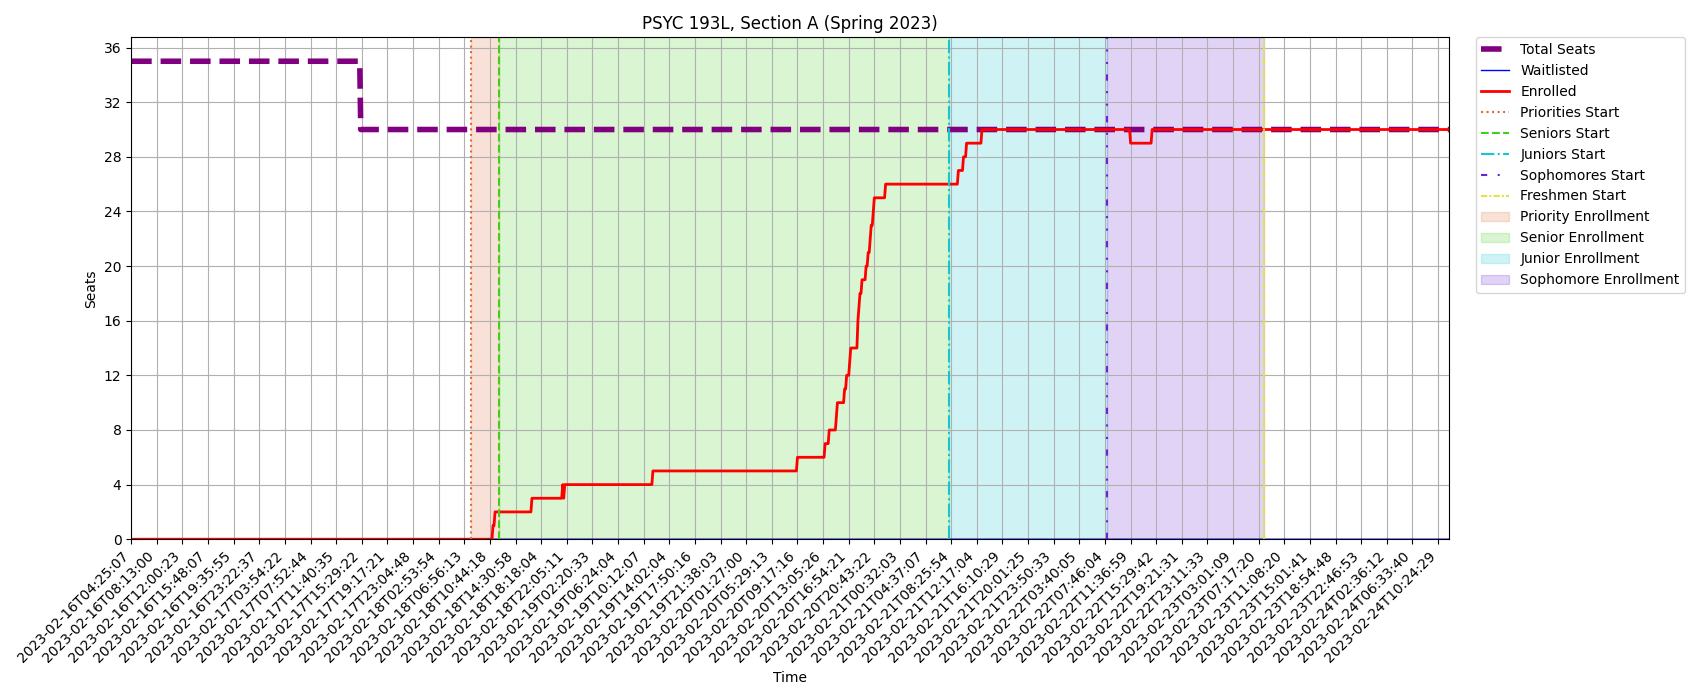 PSYC 193L, Section A (Spring 2023)
36
32
28
24
20
16
12
8
4
0
Seats
2023-02-16T04:25:07
2023-02-16T08:13:00
2023-02-16T12:00:23
2023-02-16T15:48:07
2023-02-16T19:35:55
2023-02-16T23:22:37
2023-02-17T03:54:22
2023-02-17T07:52:44
2023-02-17T11:40:35
2023-02-17T15:29:22
2023-02-17T19:17:21
2023-02-17T23:04:48
2023-02-18T02:53:54
2023-02-18T06:56:13
2023-02-18T10:44:18
2023-02-18T14:30:58
2023-02-18T18:18:04
2023-02-18T22:05:11
2023-02-19T02:20:33
2023-02-19T06:24:04
2023-02-19T10:12:07
2023-02-19T14:02:04
2023-02-19T17:50:16
2023-02-19T21:38:03
2023-02-20T01:27:00
2023-02-20T05:29:13
2023-02-20T09:17:16
2023-02-20T13:05:26
2023-02-20T16:54:21
2023-02-20T20:43:22
2023-02-21T00:32:03
2023-02-21T04:37:07
2023-02-21T08:25:54
2023-02-21T12:17:04
2023-02-21T16:10:29
2023-02-21T20:01:25
2023-02-21T23:50:33
2023-02-22T03:40:05
2023-02-22T07:46:04
2023-02-22T11:36:59
2023-02-22T15:29:42
2023-02-22T19:21:31
2023-02-22T23:11:33
2023-02-23T03:01:09
2023-02-23T07:17:20
2023-02-23T11:08:20
2023-02-23T15:01:41
2023-02-23T18:54:48
2023-02-23T22:46:53
2023-02-24T02:36:12
2023-02-24T06:33:40
2023-02-24T10:24:29
Time
Total Seats
Waitlisted
Enrolled
Priorities Start
Seniors Start
Juniors Start
Sophomores Start
Freshmen Start
Priority Enrollment
Senior Enrollment
Junior Enrollment
Sophomore Enrollment